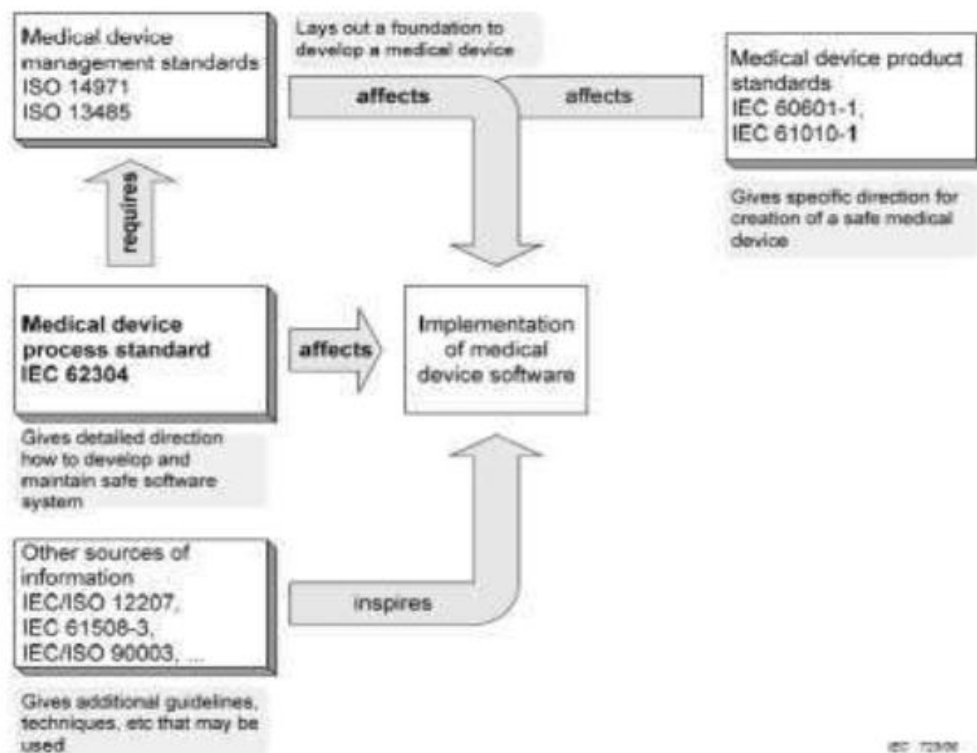 Medical device
management standards
ISO 14971
ISO 13485
Lays out a foundation to
develop a medical device
affects
affects
Medical device product
standards
IEC 60601-1,
IEC 61010-1
Gives specific direction for
creation of a safe medical
device
requires
Medical device
process standard
IEC 62304
affects
Implementation
of medical
device software
Gives detailed direction
how to develop and
maintain safe software
system
Other sources of
information
IEC/ISO 12207,
IEC 61508-3,
IEC/ISO 90003, ...
inspires
Gives additional guidelines,
techniques, etc that may be
used
IEC